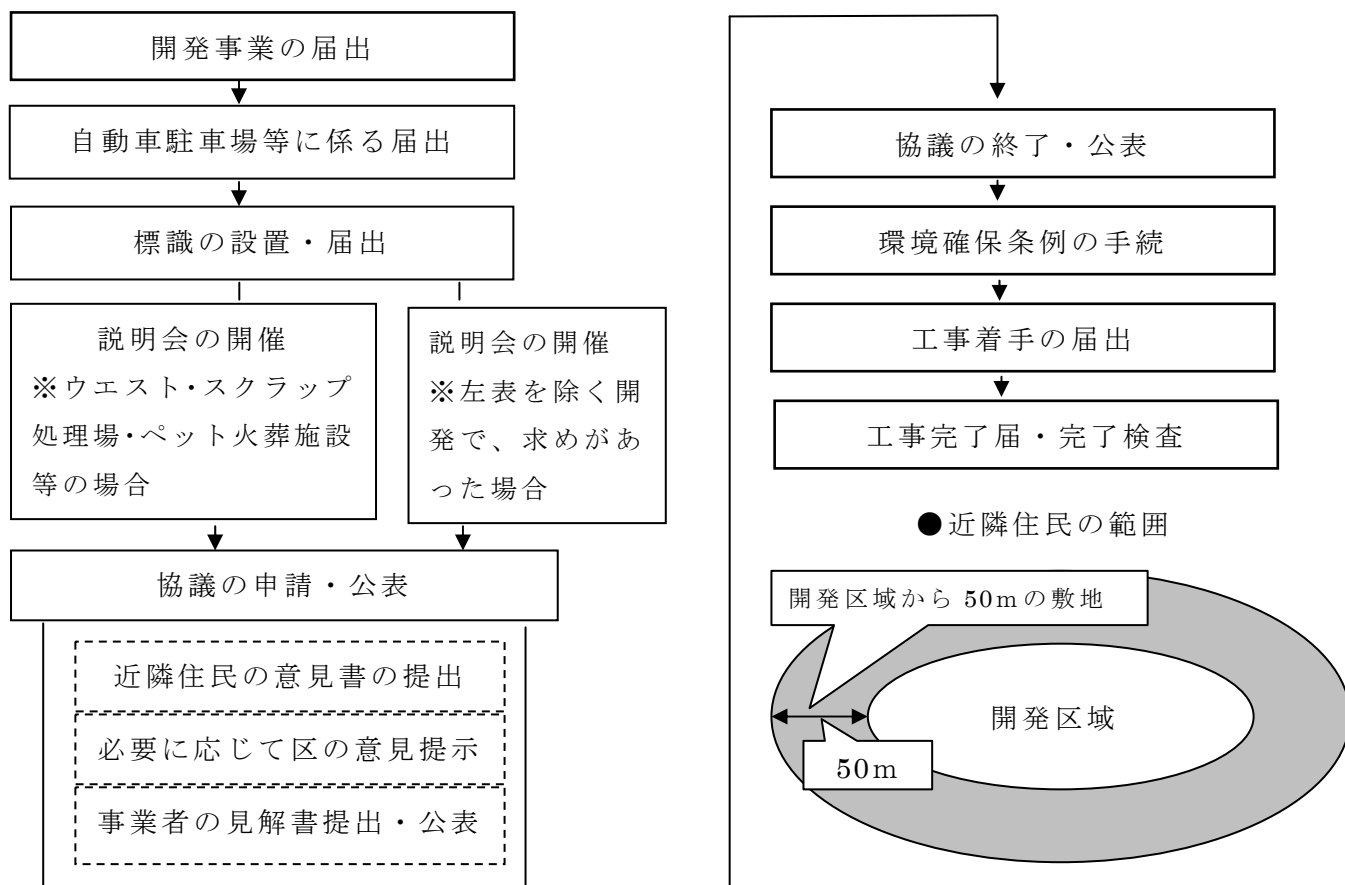 開発事業の届出
自動車駐車場等に係る届出
標識の設置・届出
説明会の開催
※ウエスト・スクラップ
処理場・ペット火葬施設
等の場合
説明会の開催
※左表を除く開
発で、求めがあ
った場合
協議の申請・公表
近隣住民の意見書の提出
必要に応じて区の意見提示
事業者の見解書提出・公表
協議の終了・公表
環境確保条例の手続
工事着手の届出
工事完了届・完了検査
●近隣住民の範囲
開発区域から 50mの敷地
開発区域
50m